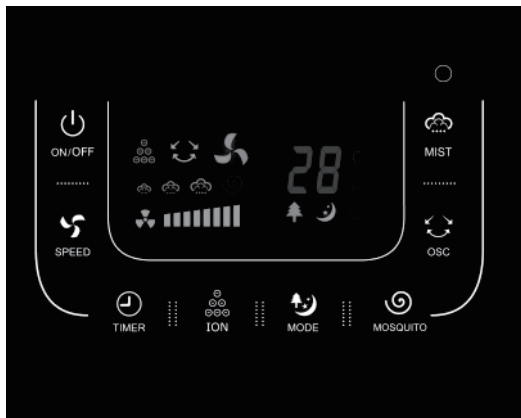 ON/OFF
MIST
28
SPEED
OSC
TIMER
ION
MODE
MOSQUITO